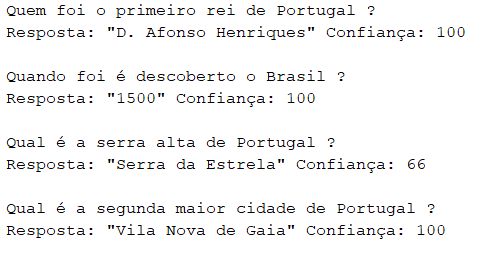 Quem foi o primeiro rei de Portugal ?
Resposta: "D. Afonso Henriques" Confiança: 100
Quando foi é descoberto o Brasil ?
Resposta: "1500" Confiança: 100
Qual é a serra alta de Portugal ?
Resposta: "Serra da Estrela" Confiança: 66
Qual é a segunda maior cidade de Portugal ?
Resposta: "Vila Nova de Gaia" Confiança: 100